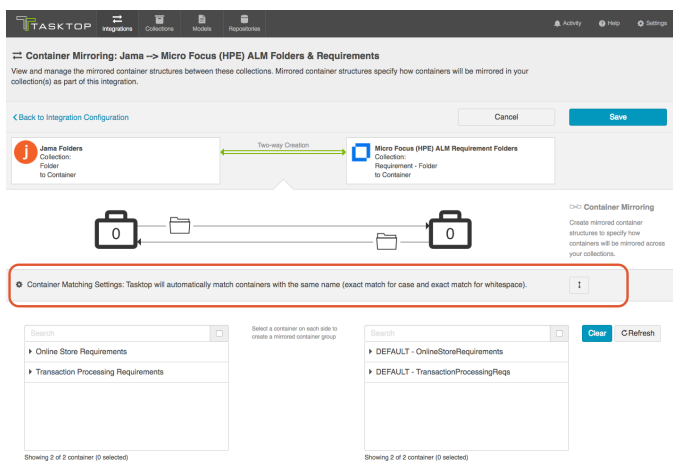 TASKTOP
Integrations
Collections
Models
Repositories
Activity
Help
Settings
Container Mirroring: Jama --> Micro Focus (HPE) ALM Folders & Requirements
View and manage the mirrored container structures between these collections. Mirrored container structures specify how containers will be mirrored in your
collection(s) as part of this integration.
Back to Integration Configuration
Cancel
Save
Jama Folders
Collection:
Folder
to Container
Two-way Creation
Micro Focus (HPE) ALM Requirement Folders
Collection:
Requirement - Folder
to Container
0
0
Container Mirroring
Create mirrored container
structures to specify how
containers will be mirrored across
your collections.
Container Matching Settings: Tasktop will automatically match containers with the same name (exact match for case and exact match for whitespace).
Search
Select a container on each side to
create a mirrored container group
Search
Clear
Refresh
Online Store Requirements
Transaction Processing Requirements
DEFAULT - OnlineStoreRequirements
DEFAULT - TransactionProcessingReqs
Showing 2 of 2 container (0 selected)
Showing 2 of 2 container (0 selected)